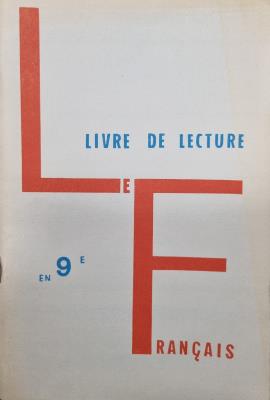 LIVRE DE LECTURE
LE
EN 9E
FRANÇAIS